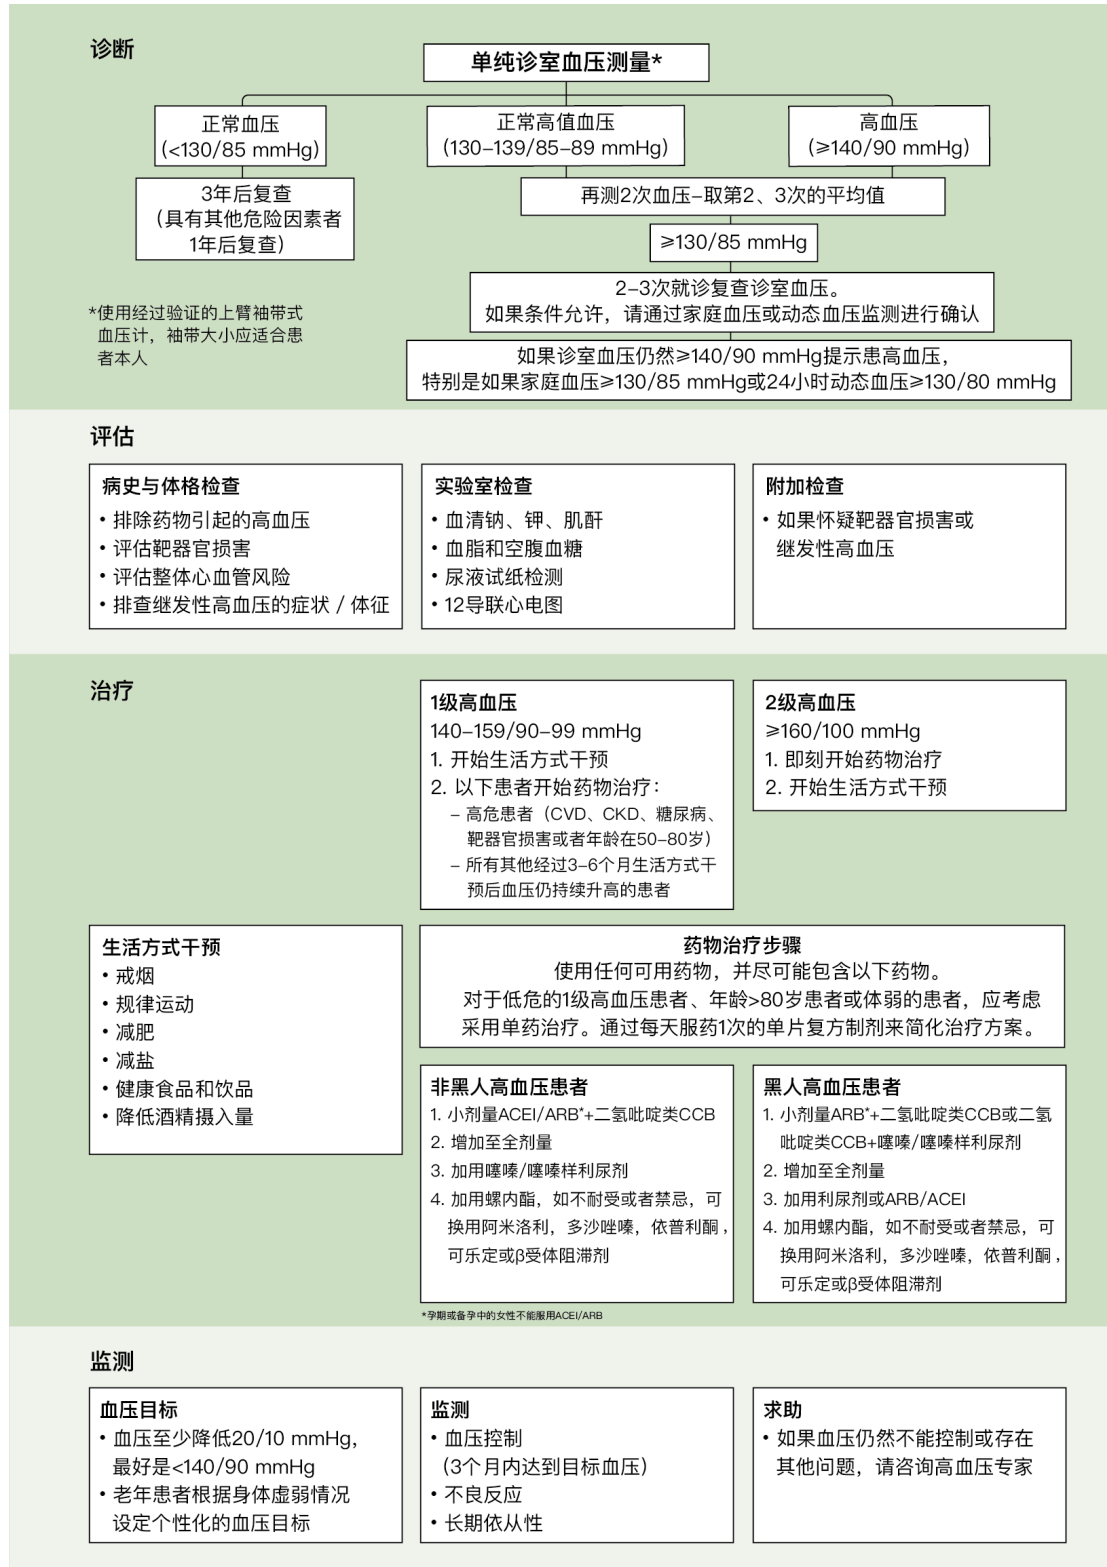 诊断
单纯诊室血压测量*
正常血压
(<130/85 mmHg)
正常高值血压
(130–139/85–89 mmHg)
高血压
(≥140/90 mmHg)
3年后复查
（具有其他危险因素者
1年后复查）
再测2次血压–取第2、3次的平均值
≥130/85 mmHg
2–3次就诊复查诊室血压。
如果条件允许，请通过家庭血压或动态血压监测进行确认
*使用经过验证的上臂袖带式
血压计，袖带大小应适合患
者本人
如果诊室血压仍然≥140/90 mmHg提示患高血压，
特别是如果家庭血压≥130/85 mmHg或24小时动态血压≥130/80 mmHg
评估
病史与体格检查
• 排除药物引起的高血压
• 评估靶器官损害
• 评估整体心血管风险
• 排查继发性高血压的症状 / 体征
实验室检查
• 血清钠、钾、肌酐
• 血脂和空腹血糖
• 尿液试纸检测
• 12导联心电图
附加检查
• 如果怀疑靶器官损害或
继发性高血压
治疗
1级高血压
140–159/90–99 mmHg
1. 开始生活方式干预
2. 以下患者开始药物治疗：
– 高危患者（CVD、CKD、糖尿病、
靶器官损害或者年龄在50–80岁）
– 所有其他经过3–6个月生活方式干
预后血压仍持续升高的患者
2级高血压
≥160/100 mmHg
1. 即刻开始药物治疗
2. 开始生活方式干预
生活方式干预
• 戒烟
• 规律运动
• 减肥
• 减盐
• 健康食品和饮品
• 降低酒精摄入量
药物治疗步骤
使用任何可用药物，并尽可能包含以下药物。
对于低危的1级高血压患者、年龄>80岁患者或体弱的患者，应考虑
采用单药治疗。通过每天服药1次的单片复方制剂来简化治疗方案。
非黑人高血压患者
1. 小剂量ACEI/ARB*+二氢吡啶类CCB
2. 增加至全剂量
3. 加用噻嗪/噻嗪样利尿剂
4. 加用螺内酯，如不耐受或者禁忌，可
换用阿米洛利，多沙唑嗪，依普利酮，
可乐定或β受体阻滞剂
黑人高血压患者
1. 小剂量ARB*+二氢吡啶类CCB或二氢
吡啶类CCB+噻嗪/噻嗪样利尿剂
2. 增加至全剂量
3. 加用利尿剂或ARB/ACEI
4. 加用螺内酯，如不耐受或者禁忌，可
换用阿米洛利，多沙唑嗪，依普利酮，
可乐定或β受体阻滞剂
*孕期或备孕中的女性不能服用ACEI/ARB
监测
血压目标
• 血压至少降低20/10 mmHg，
最好是<140/90 mmHg
• 老年患者根据身体虚弱情况
设定个性化的血压目标
监测
• 血压控制
（3个月内达到目标血压）
• 不良反应
• 长期依从性
求助
• 如果血压仍然不能控制或存在
其他问题，请咨询高血压专家